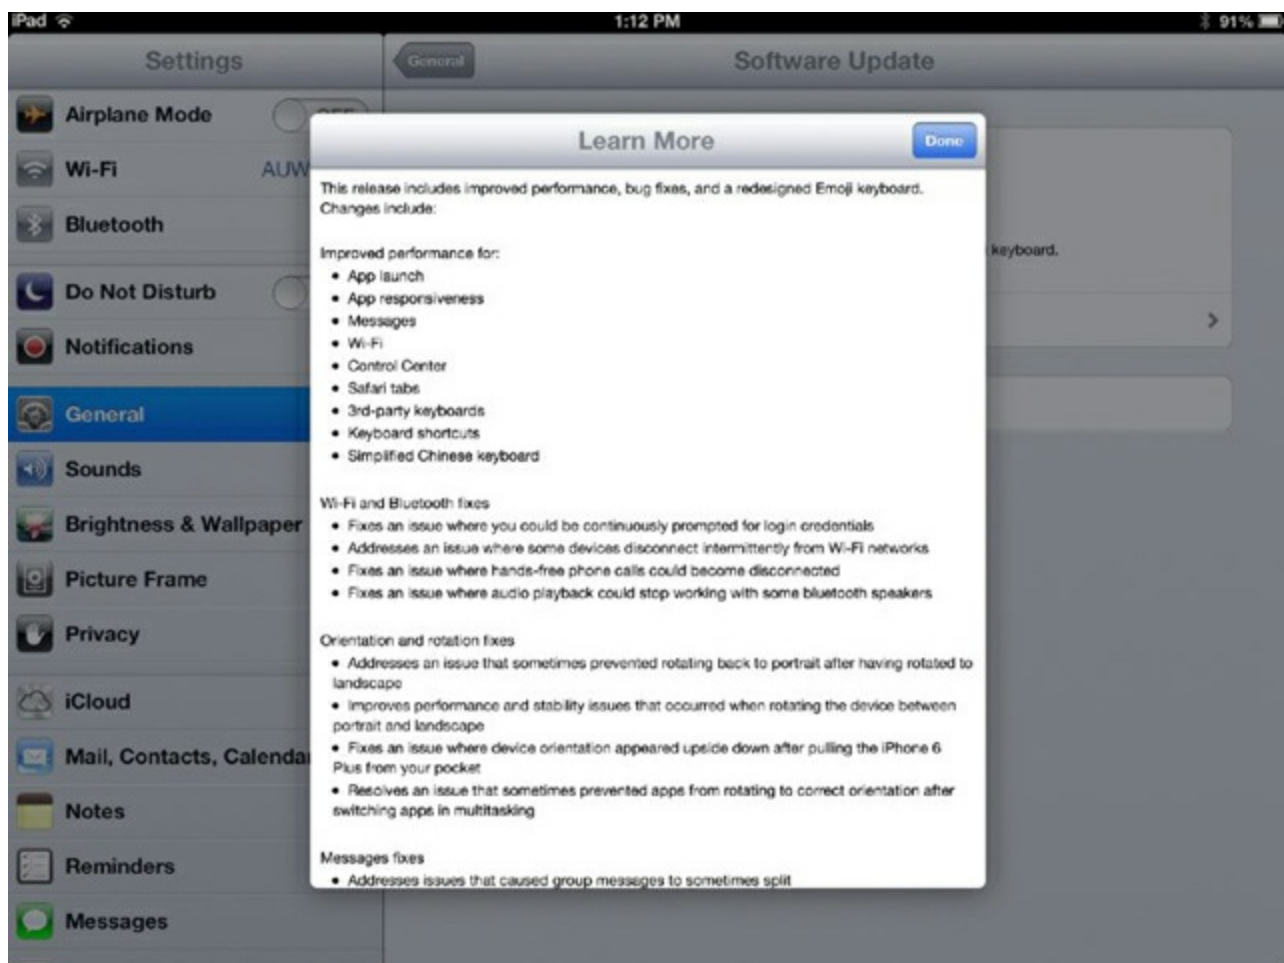 iPad 1:12 PM 91%
Settings
General
Software Update
Airplane Mode OFF
Wi-Fi AUW
Bluetooth
Do Not Disturb
Notifications
General
Sounds
Brightness & Wallpaper
Picture Frame
Privacy
iCloud
Mail, Contacts, Calendar
Notes
Reminders
Messages
keyboard.
Learn More
Done
This release includes improved performance, bug fixes, and a redesigned Emoji keyboard.
Changes include:
Improved performance for:
• App launch
• App responsiveness
• Messages
• Wi-Fi
• Control Center
• Safari tabs
• 3rd-party keyboards
• Keyboard shortcuts
• Simplified Chinese keyboard
Wi-Fi and Bluetooth fixes
• Fixes an issue where you could be continuously prompted for login credentials
• Addresses an issue where some devices disconnect intermittently from Wi-Fi networks
• Fixes an issue where hands-free phone calls could become disconnected
• Fixes an issue where audio playback could stop working with some bluetooth speakers
Orientation and rotation fixes
• Addresses an issue that sometimes prevented rotating back to portrait after having rotated to
landscape
• Improves performance and stability issues that occurred when rotating the device between
portrait and landscape
• Fixes an issue where device orientation appeared upside down after pulling the iPhone 6
Plus from your pocket
• Resolves an issue that sometimes prevented apps from rotating to correct orientation after
switching apps in multitasking
Messages fixes
• Addresses issues that caused group messages to sometimes split